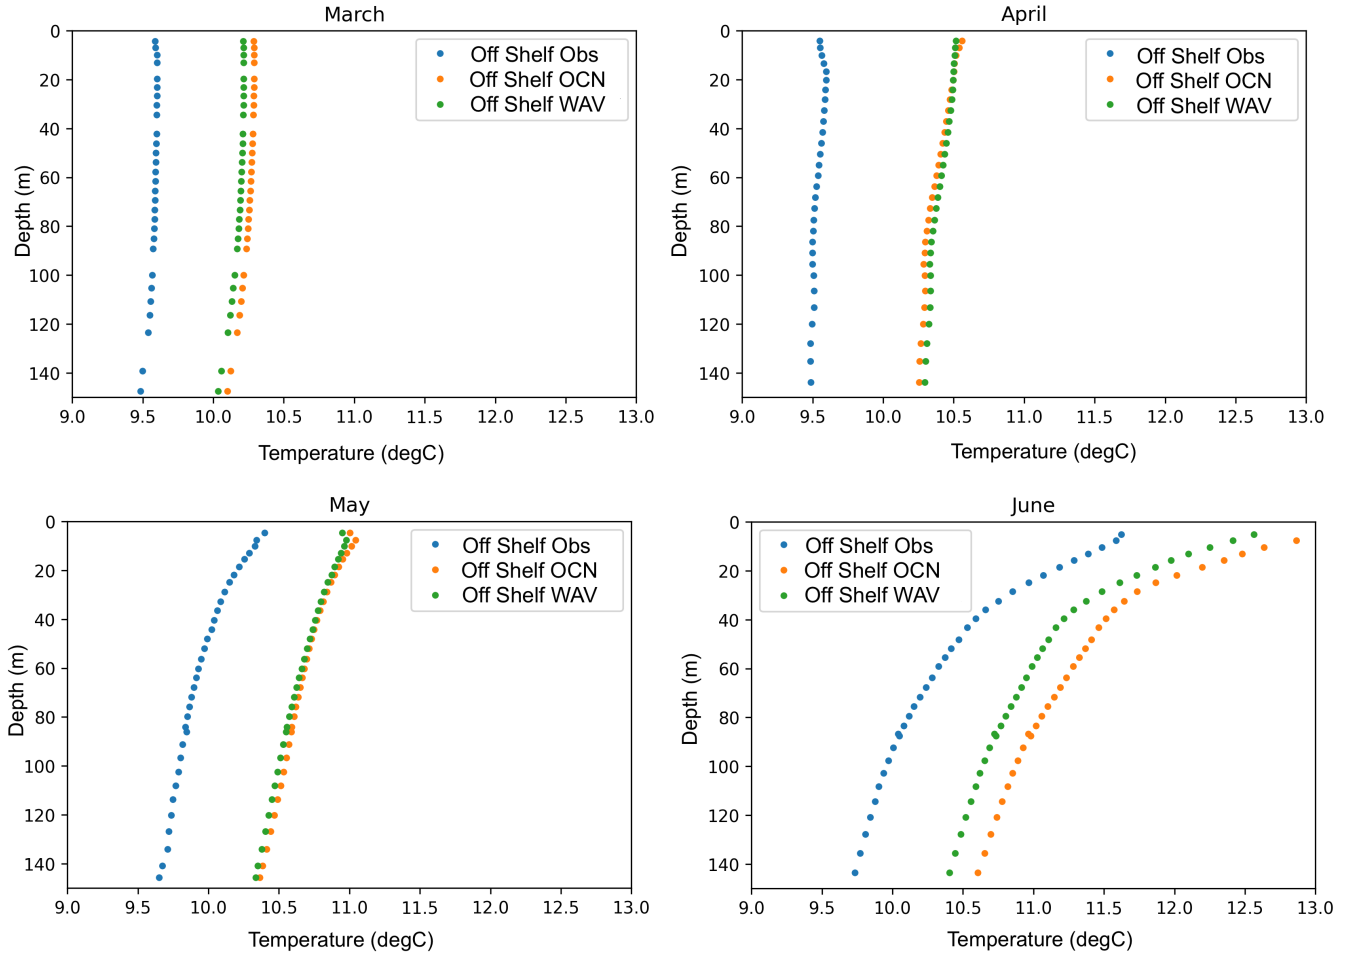 March
0
20
40
60
80
100
120
140
Depth (m)
9.0 9.5 10.0 10.5 11.0 11.5 12.0 12.5 13.0
Temperature (degC)
Off Shelf Obs
Off Shelf OCN
Off Shelf WAV
April
0
20
40
60
80
100
120
140
Depth (m)
9.0 9.5 10.0 10.5 11.0 11.5 12.0 12.5 13.0
Temperature (degC)
Off Shelf Obs
Off Shelf OCN
Off Shelf WAV
May
0
20
40
60
80
100
120
140
Depth (m)
9.0 9.5 10.0 10.5 11.0 11.5 12.0 12.5 13.0
Temperature (degC)
Off Shelf Obs
Off Shelf OCN
Off Shelf WAV
June
0
20
40
60
80
100
120
140
Depth (m)
9.0 9.5 10.0 10.5 11.0 11.5 12.0 12.5 13.0
Temperature (degC)
Off Shelf Obs
Off Shelf OCN
Off Shelf WAV